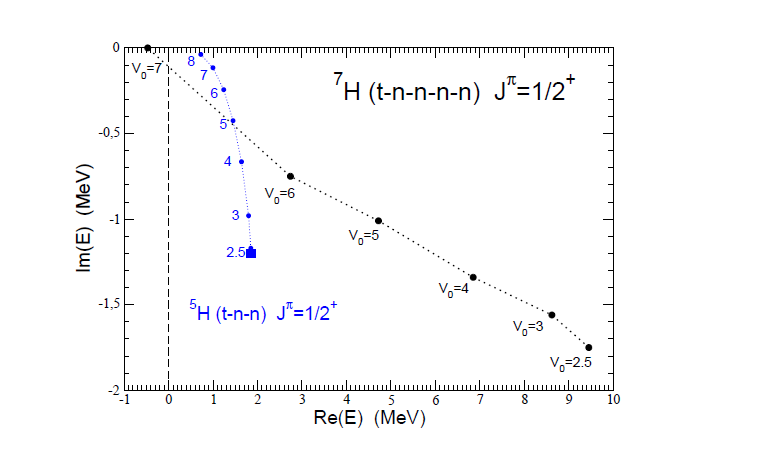 0
-0,5
-1
-1,5
-2
Im(E) (MeV)
⁷H (t-n-n-n-n) Jᵖⁱ=1/2⁺
V₀=7
V₀=6
V₀=5
V₀=4
V₀=3
V₀=2.5
8
7
6
5
4
3
2.5
⁵H (t-n-n) Jᵖⁱ=1/2⁺
-1 0 1 2 3 4 5 6 7 8 9 10
Re(E) (MeV)